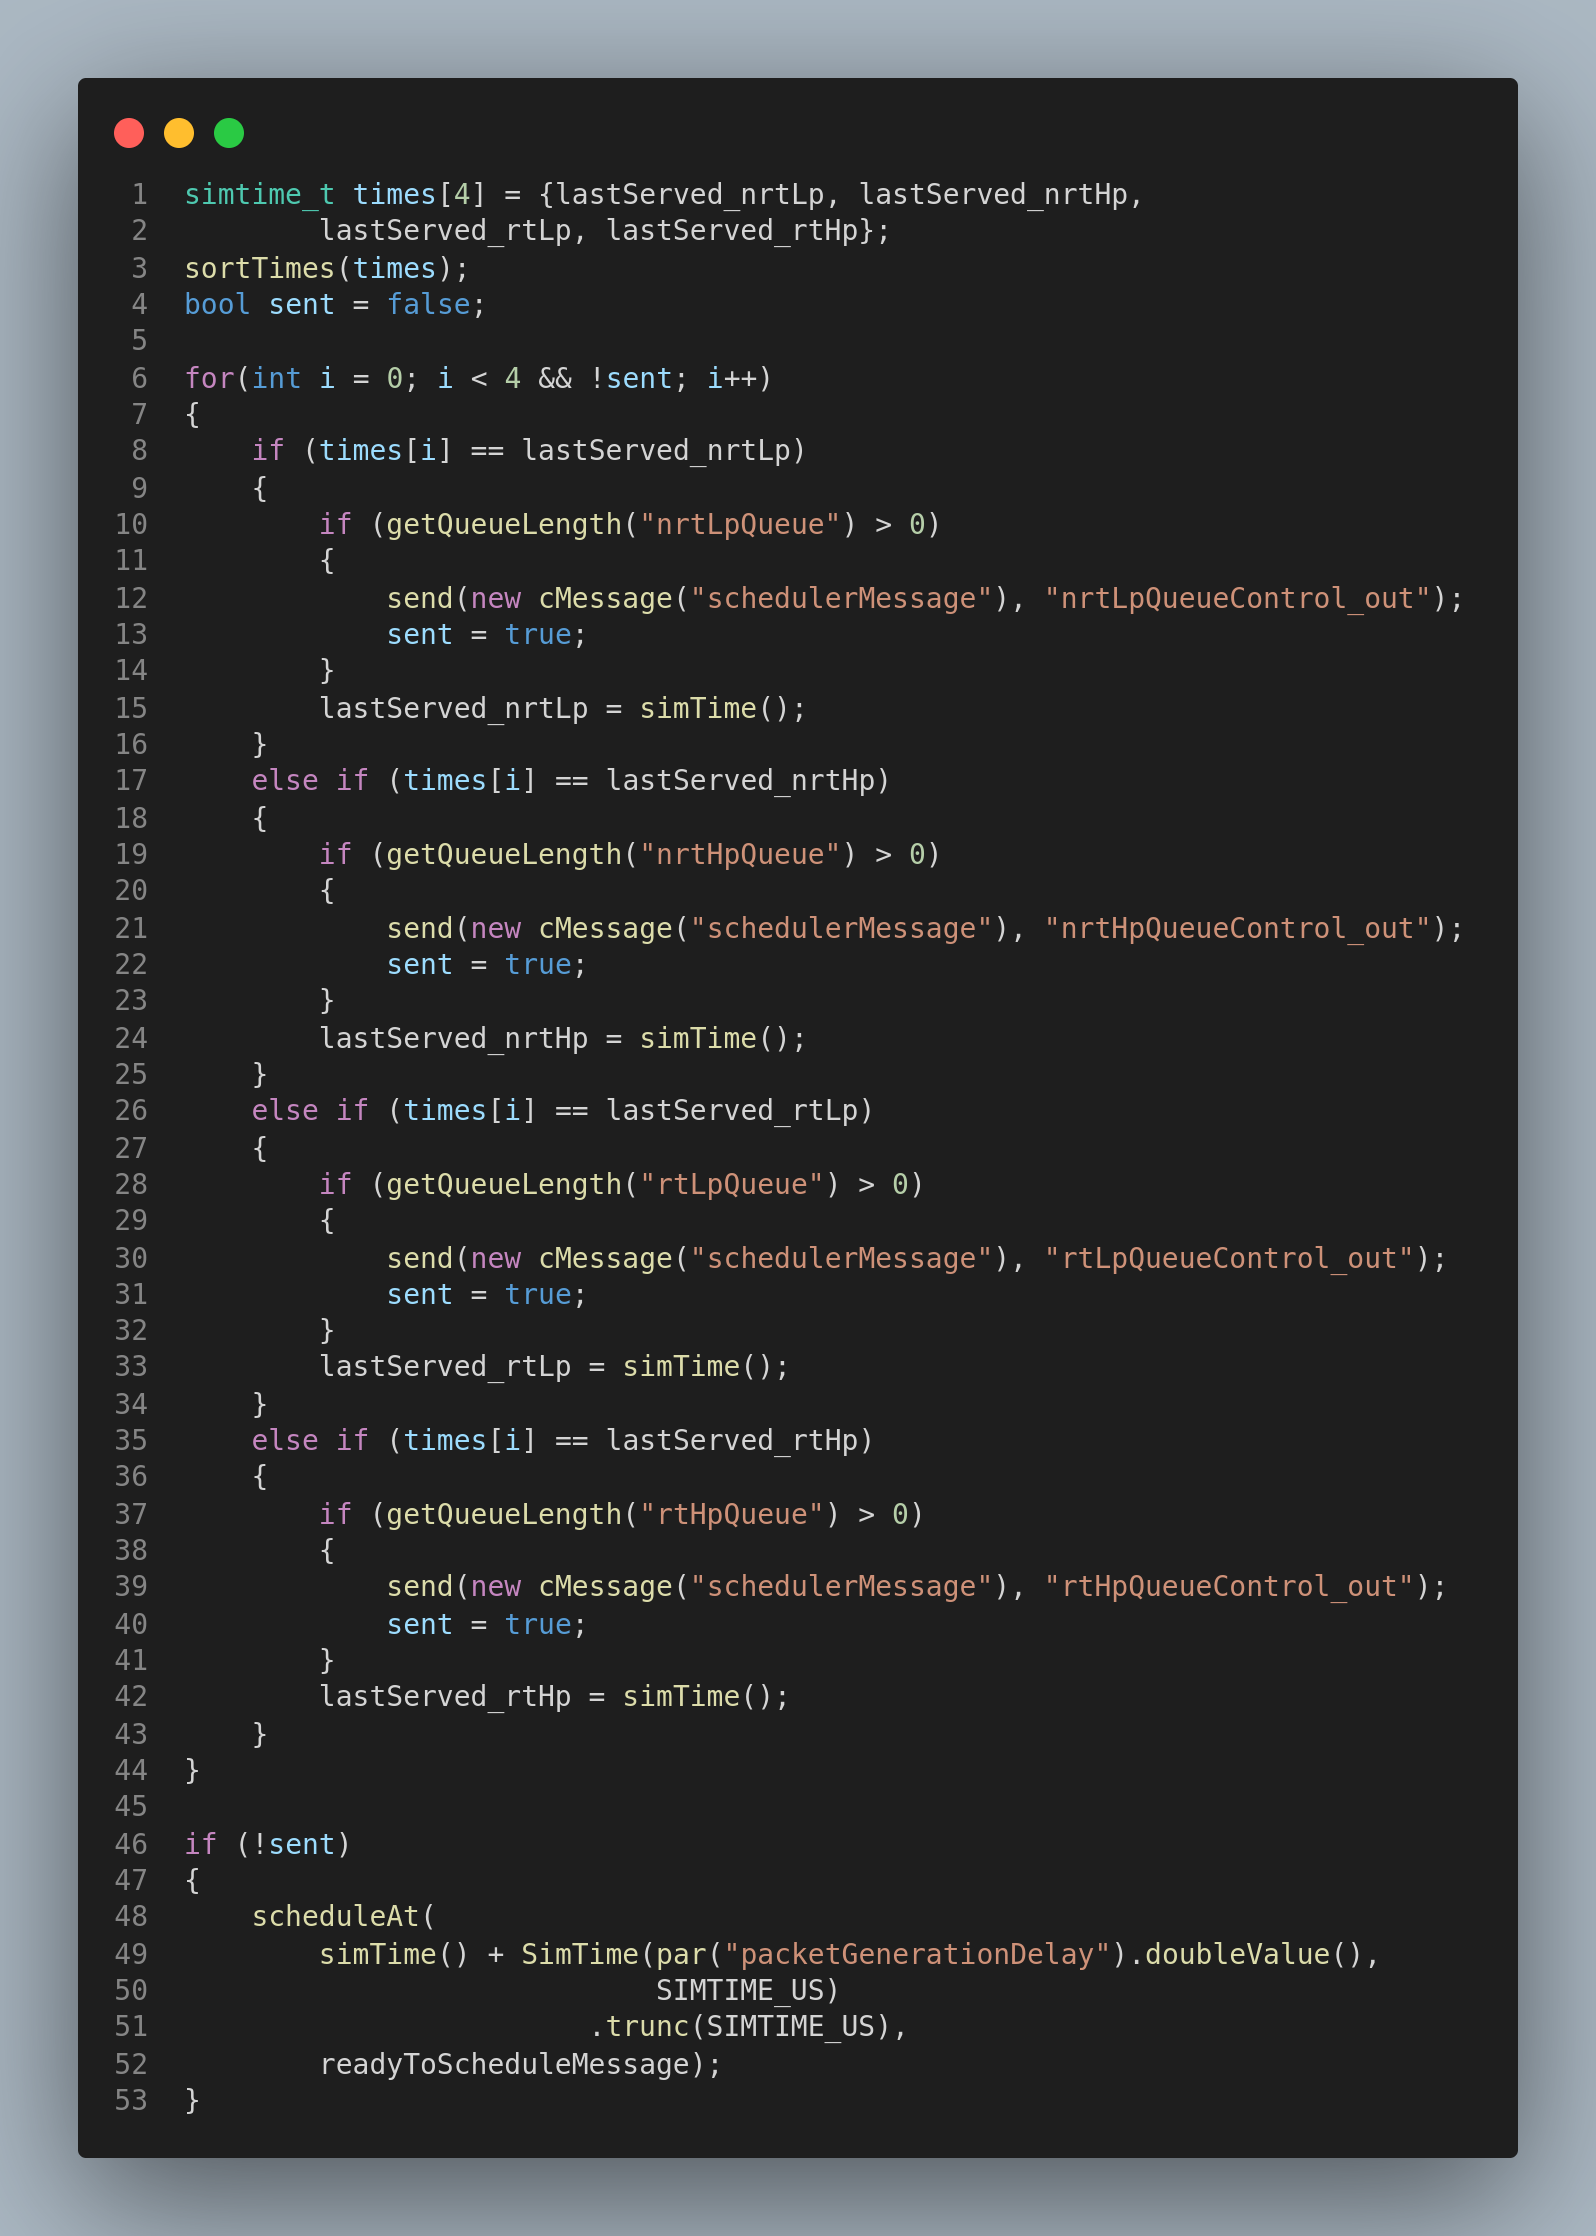 1 simtime_t times[4] = {lastServed_nrtLp, lastServed_nrtHp,
2         lastServed_rtLp, lastServed_rtHp};
3 sortTimes(times);
4 bool sent = false;
5
6 for(int i = 0; i < 4 && !sent; i++)
7 {
8     if (times[i] == lastServed_nrtLp)
9     {
10         if (getQueueLength("nrtLpQueue") > 0)
11         {
12             send(new cMessage("schedulerMessage"), "nrtLpQueueControl_out");
13             sent = true;
14         }
15         lastServed_nrtLp = simTime();
16     }
17     else if (times[i] == lastServed_nrtHp)
18     {
19         if (getQueueLength("nrtHpQueue") > 0)
20         {
21             send(new cMessage("schedulerMessage"), "nrtHpQueueControl_out");
22             sent = true;
23         }
24         lastServed_nrtHp = simTime();
25     }
26     else if (times[i] == lastServed_rtLp)
27     {
28         if (getQueueLength("rtLpQueue") > 0)
29         {
30             send(new cMessage("schedulerMessage"), "rtLpQueueControl_out");
31             sent = true;
32         }
33         lastServed_rtLp = simTime();
34     }
35     else if (times[i] == lastServed_rtHp)
36     {
37         if (getQueueLength("rtHpQueue") > 0)
38         {
39             send(new cMessage("schedulerMessage"), "rtHpQueueControl_out");
40             sent = true;
41         }
42         lastServed_rtHp = simTime();
43     }
44 }
45
46 if (!sent)
47 {
48     scheduleAt(
49         simTime() + SimTime(par("packetGenerationDelay").doubleValue(),
50                             SIMTIME_US)
51                         .trunc(SIMTIME_US),
52         readyToScheduleMessage);
53 }